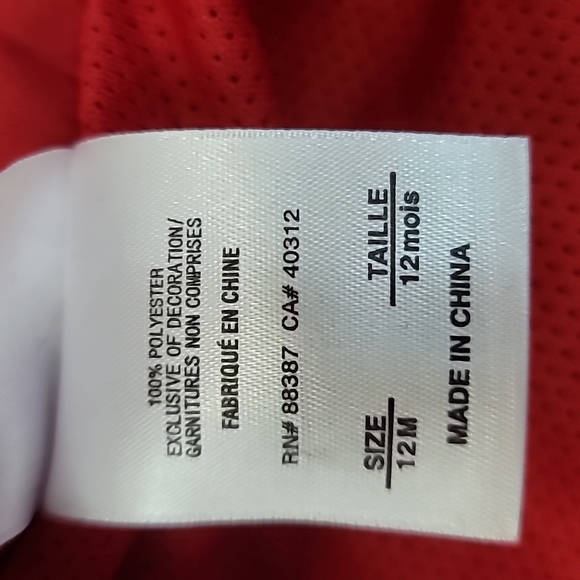 100% POLYESTER
EXCLUSIVE OF DECORATION/
GARNITURES NON COMPRISES
FABRIQUÉ EN CHINE
RN# 88387 CA# 40312
SIZE TAILLE
12M 12mois
MADE IN CHINA